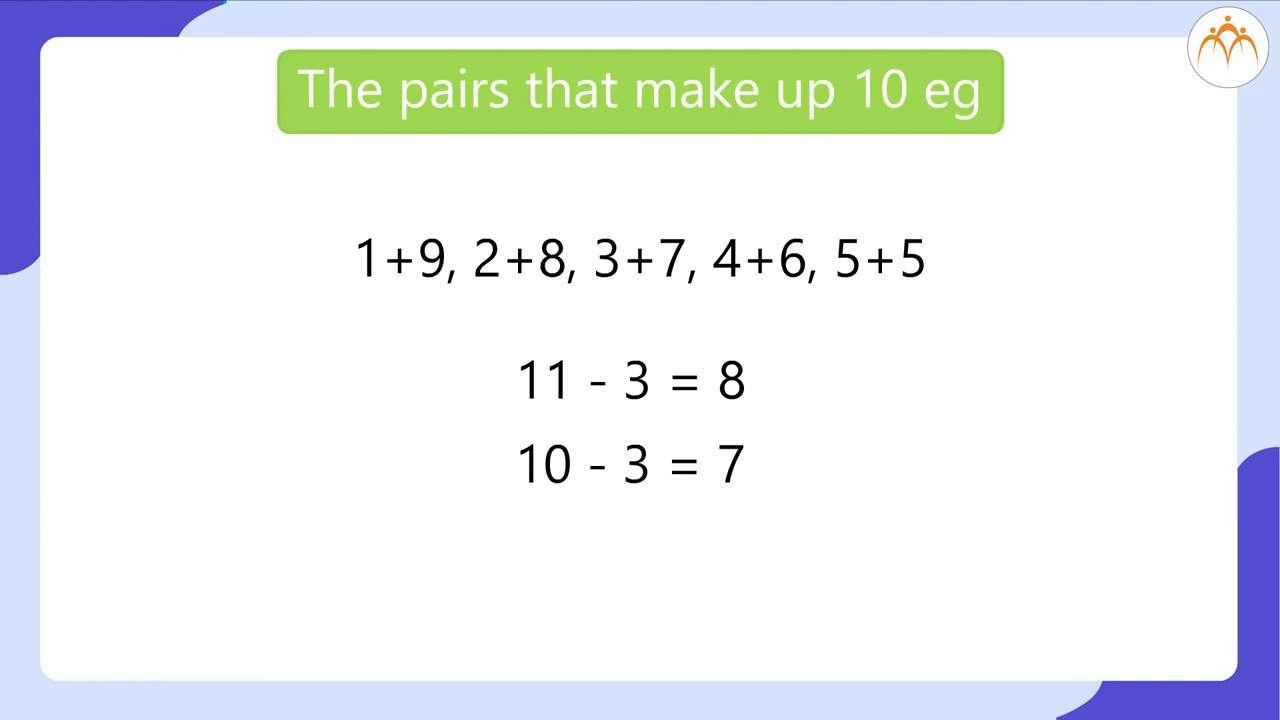 The pairs that make up 10 eg
1+9, 2+8, 3+7, 4+6, 5+5
11 - 3 = 8
10 - 3 = 7